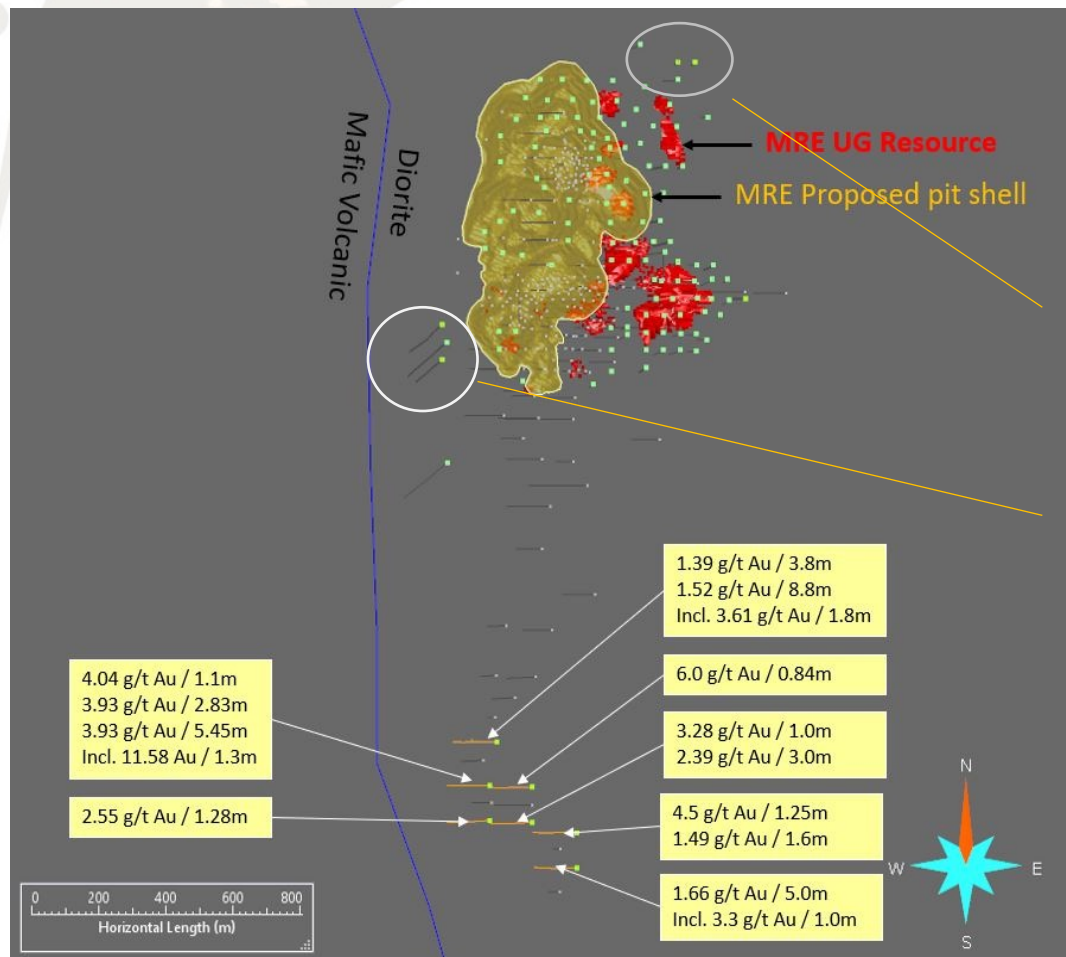 Mafic Volcanic
Diorite
MRE UG Resource
MRE Proposed pit shell
1.39 g/t Au / 3.8m
1.52 g/t Au / 8.8m
Incl. 3.61 g/t Au / 1.8m
4.04 g/t Au / 1.1m
3.93 g/t Au / 2.83m
3.93 g/t Au / 5.45m
Incl. 11.58 Au / 1.3m
6.0 g/t Au / 0.84m
3.28 g/t Au / 1.0m
2.39 g/t Au / 3.0m
2.55 g/t Au / 1.28m
4.5 g/t Au / 1.25m
1.49 g/t Au / 1.6m
1.66 g/t Au / 5.0m
Incl. 3.3 g/t Au / 1.0m
N
W E
S
0 200 400 600 800
Horizontal Length (m)